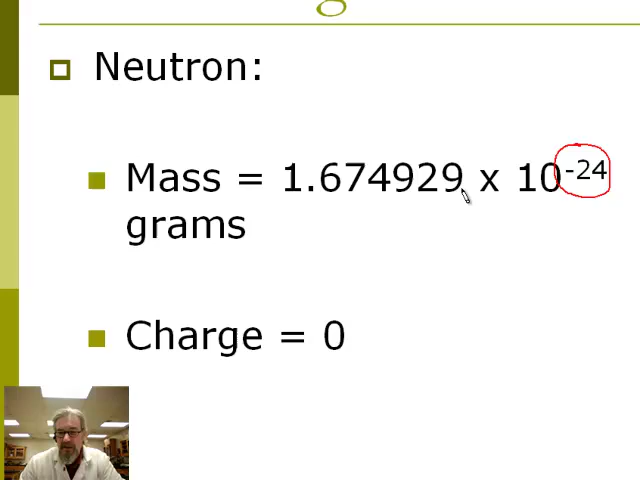 Neutron:
Mass = 1.674929 x 10⁻²⁴
grams
Charge = 0